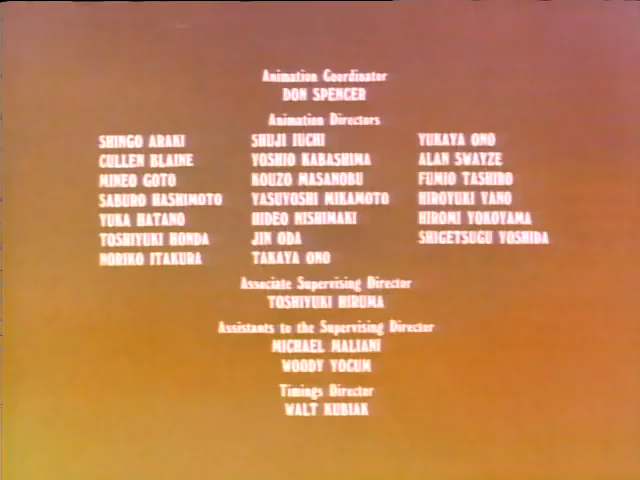 Animation Coordinator
DON SPENCER
Animation Directors
SHINGO ARAKI SHUJI IUCHI YUKAYA ONO
CULLEN BLAINE YOSHIO KABASHIMA ALAN SWAYZE
MINEO GOTO KOUZO MASANOBU FUMIO TASHIRO
SABURO HASHIMOTO YASUYOSHI MIKAMOTO HIROYUKI YANO
YUKA HATANO HIDEO NISHIMAKI HIROMI YOKOYAMA
TOSHIYUKI HONDA JIN ODA SHIGETSUGU YOSHIDA
NORIKO ITAKURA TAKAYA ONO
Associate Supervising Director
TOSHIYUKI HIRUMA
Assistants to the Supervising Director
MICHAEL MALIANI
WOODY YOCUM
Timings Director
WALT KUBIAK